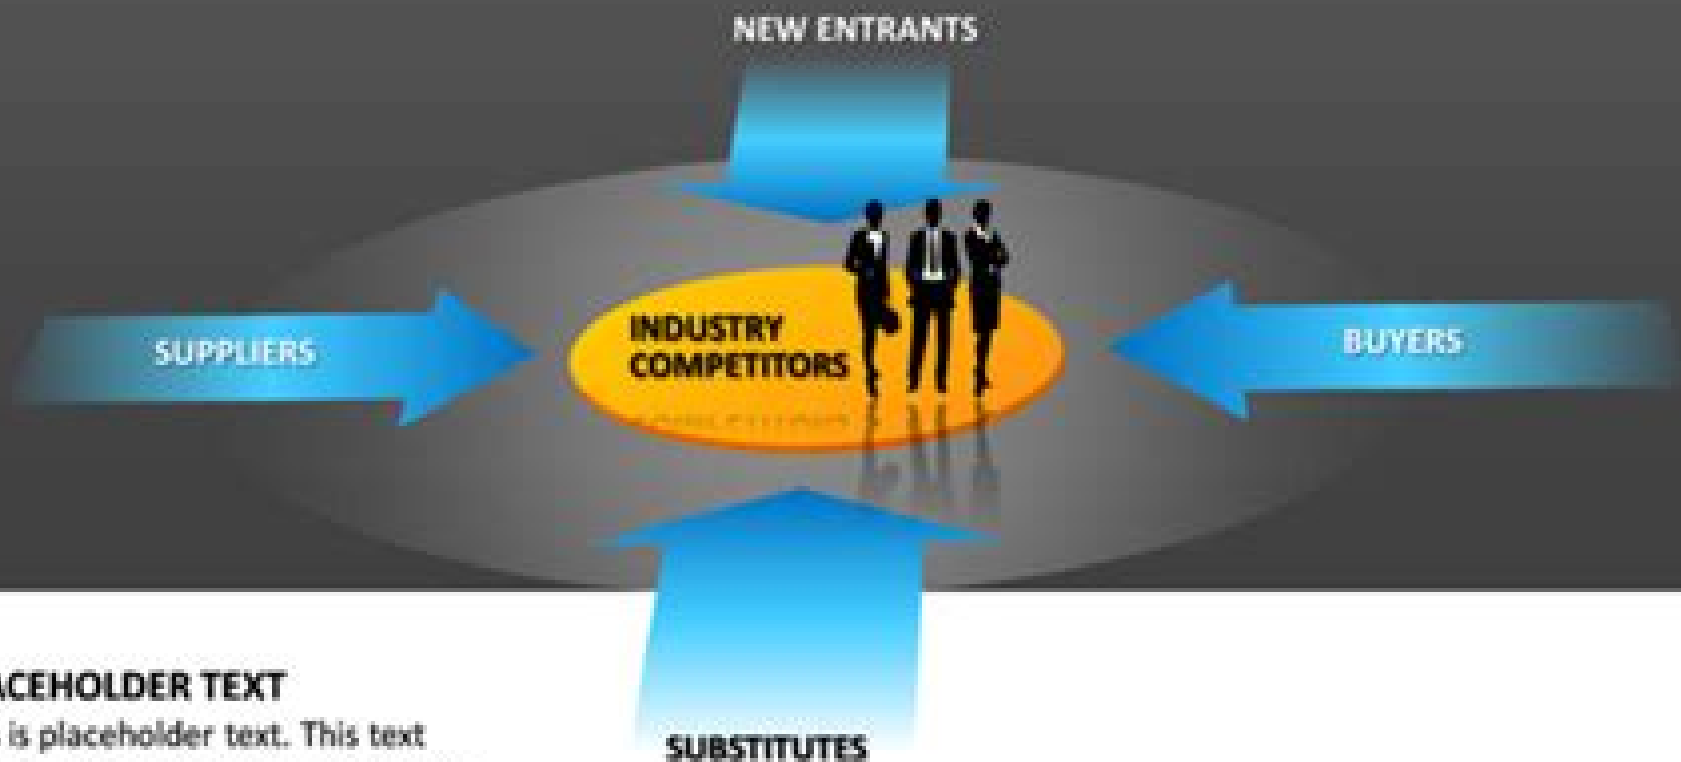 NEW ENTRANTS
INDUSTRY
COMPETITORS
SUPPLIERS
BUYERS
ACEHOLDER TEXT
is placeholder text. This text
SUBSTITUTES